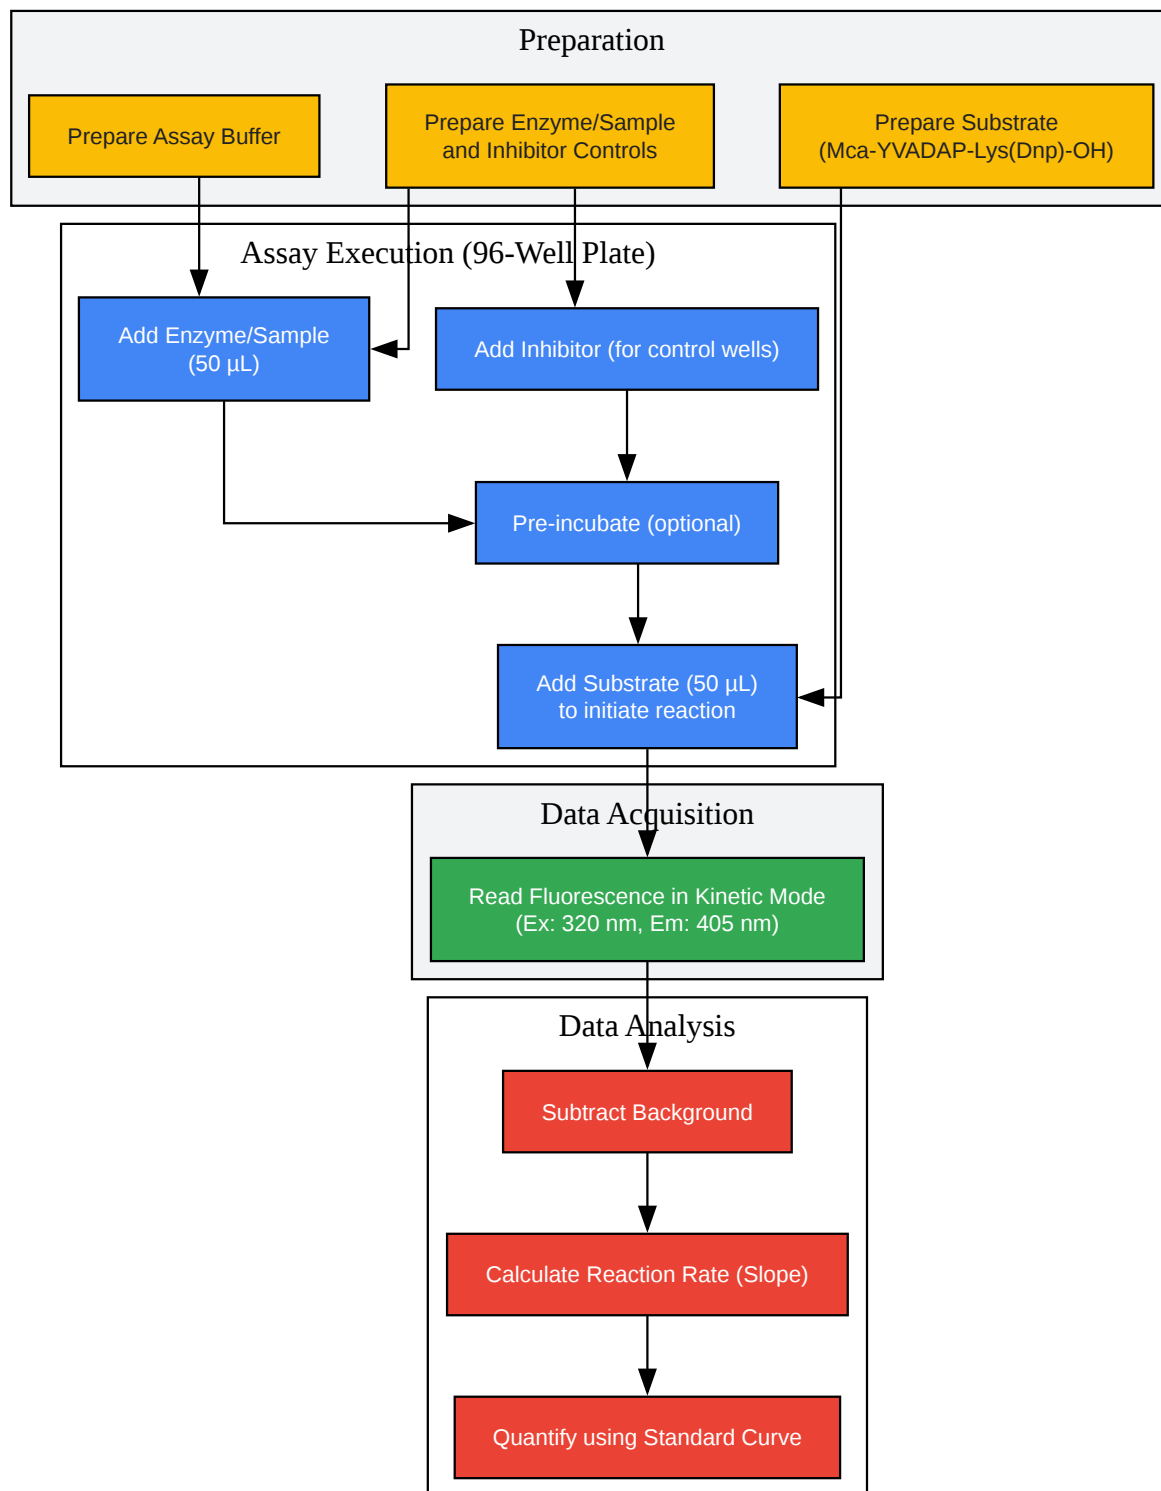 Preparation
Prepare Assay Buffer
Prepare Enzyme/Sample
and Inhibitor Controls
Prepare Substrate
(Mca-YVADAP-Lys(Dnp)-OH)
Assay Execution (96-Well Plate)
Add Enzyme/Sample
(50 µL)
Add Inhibitor (for control wells)
Pre-incubate (optional)
Add Substrate (50 µL)
to initiate reaction
Data Acquisition
Read Fluorescence in Kinetic Mode
(Ex: 320 nm, Em: 405 nm)
Data Analysis
Subtract Background
Calculate Reaction Rate (Slope)
Quantify using Standard Curve